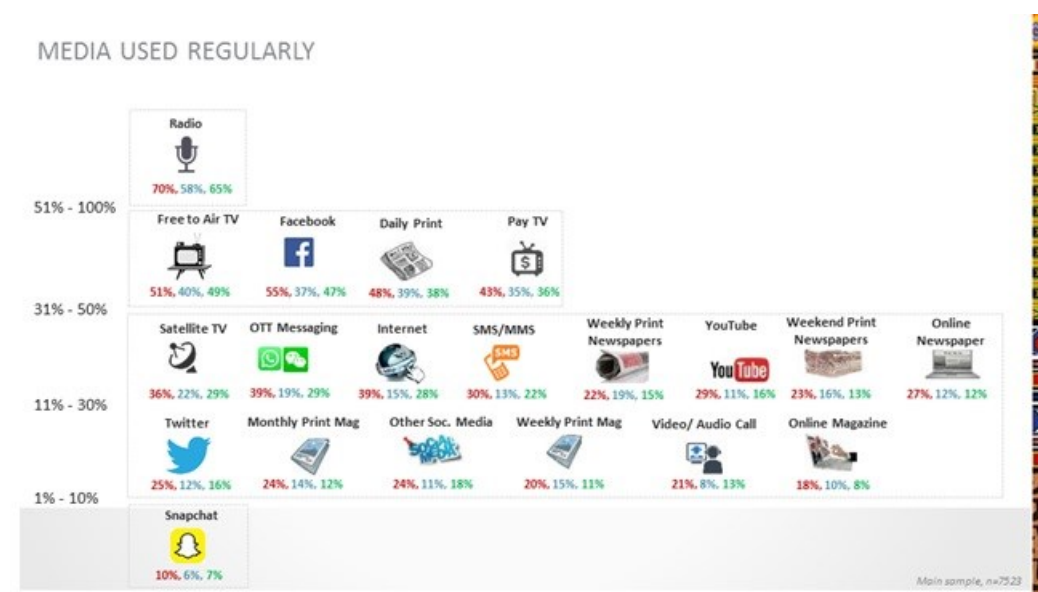 MEDIA USED REGULARLY
Radio
70%, 58%, 65%
51% - 100%
Free to Air TV
Facebook
Daily Print
Pay TV
$
51%, 40%, 49%
55%, 37%, 47%
48%, 39%, 38%
43%, 35%, 36%
31% - 50%
Satellite TV
OTT Messaging
Internet
SMS/MMS
Weekly Print
Newspapers
YouTube
Weekend Print
Newspapers
Online
Newspaper
SMS
You Tube
36%, 22%, 29%
39%, 19%, 29%
39%, 15%, 28%
30%, 13%, 22%
22%, 19%, 15%
29%, 11%, 16%
23%, 16%, 13%
27%, 12%, 12%
11% - 30%
Twitter
Monthly Print Mag
Other Soc. Media
Weekly Print Mag
Video/ Audio Call
Online Magazine
SOCIAL
MEDIA
25%, 12%, 16%
24%, 14%, 12%
24%, 11%, 18%
20%, 15%, 11%
21%, 8%, 13%
18%, 10%, 8%
1% - 10%
Snapchat
10%, 6%, 7%
Main sample, n=7523